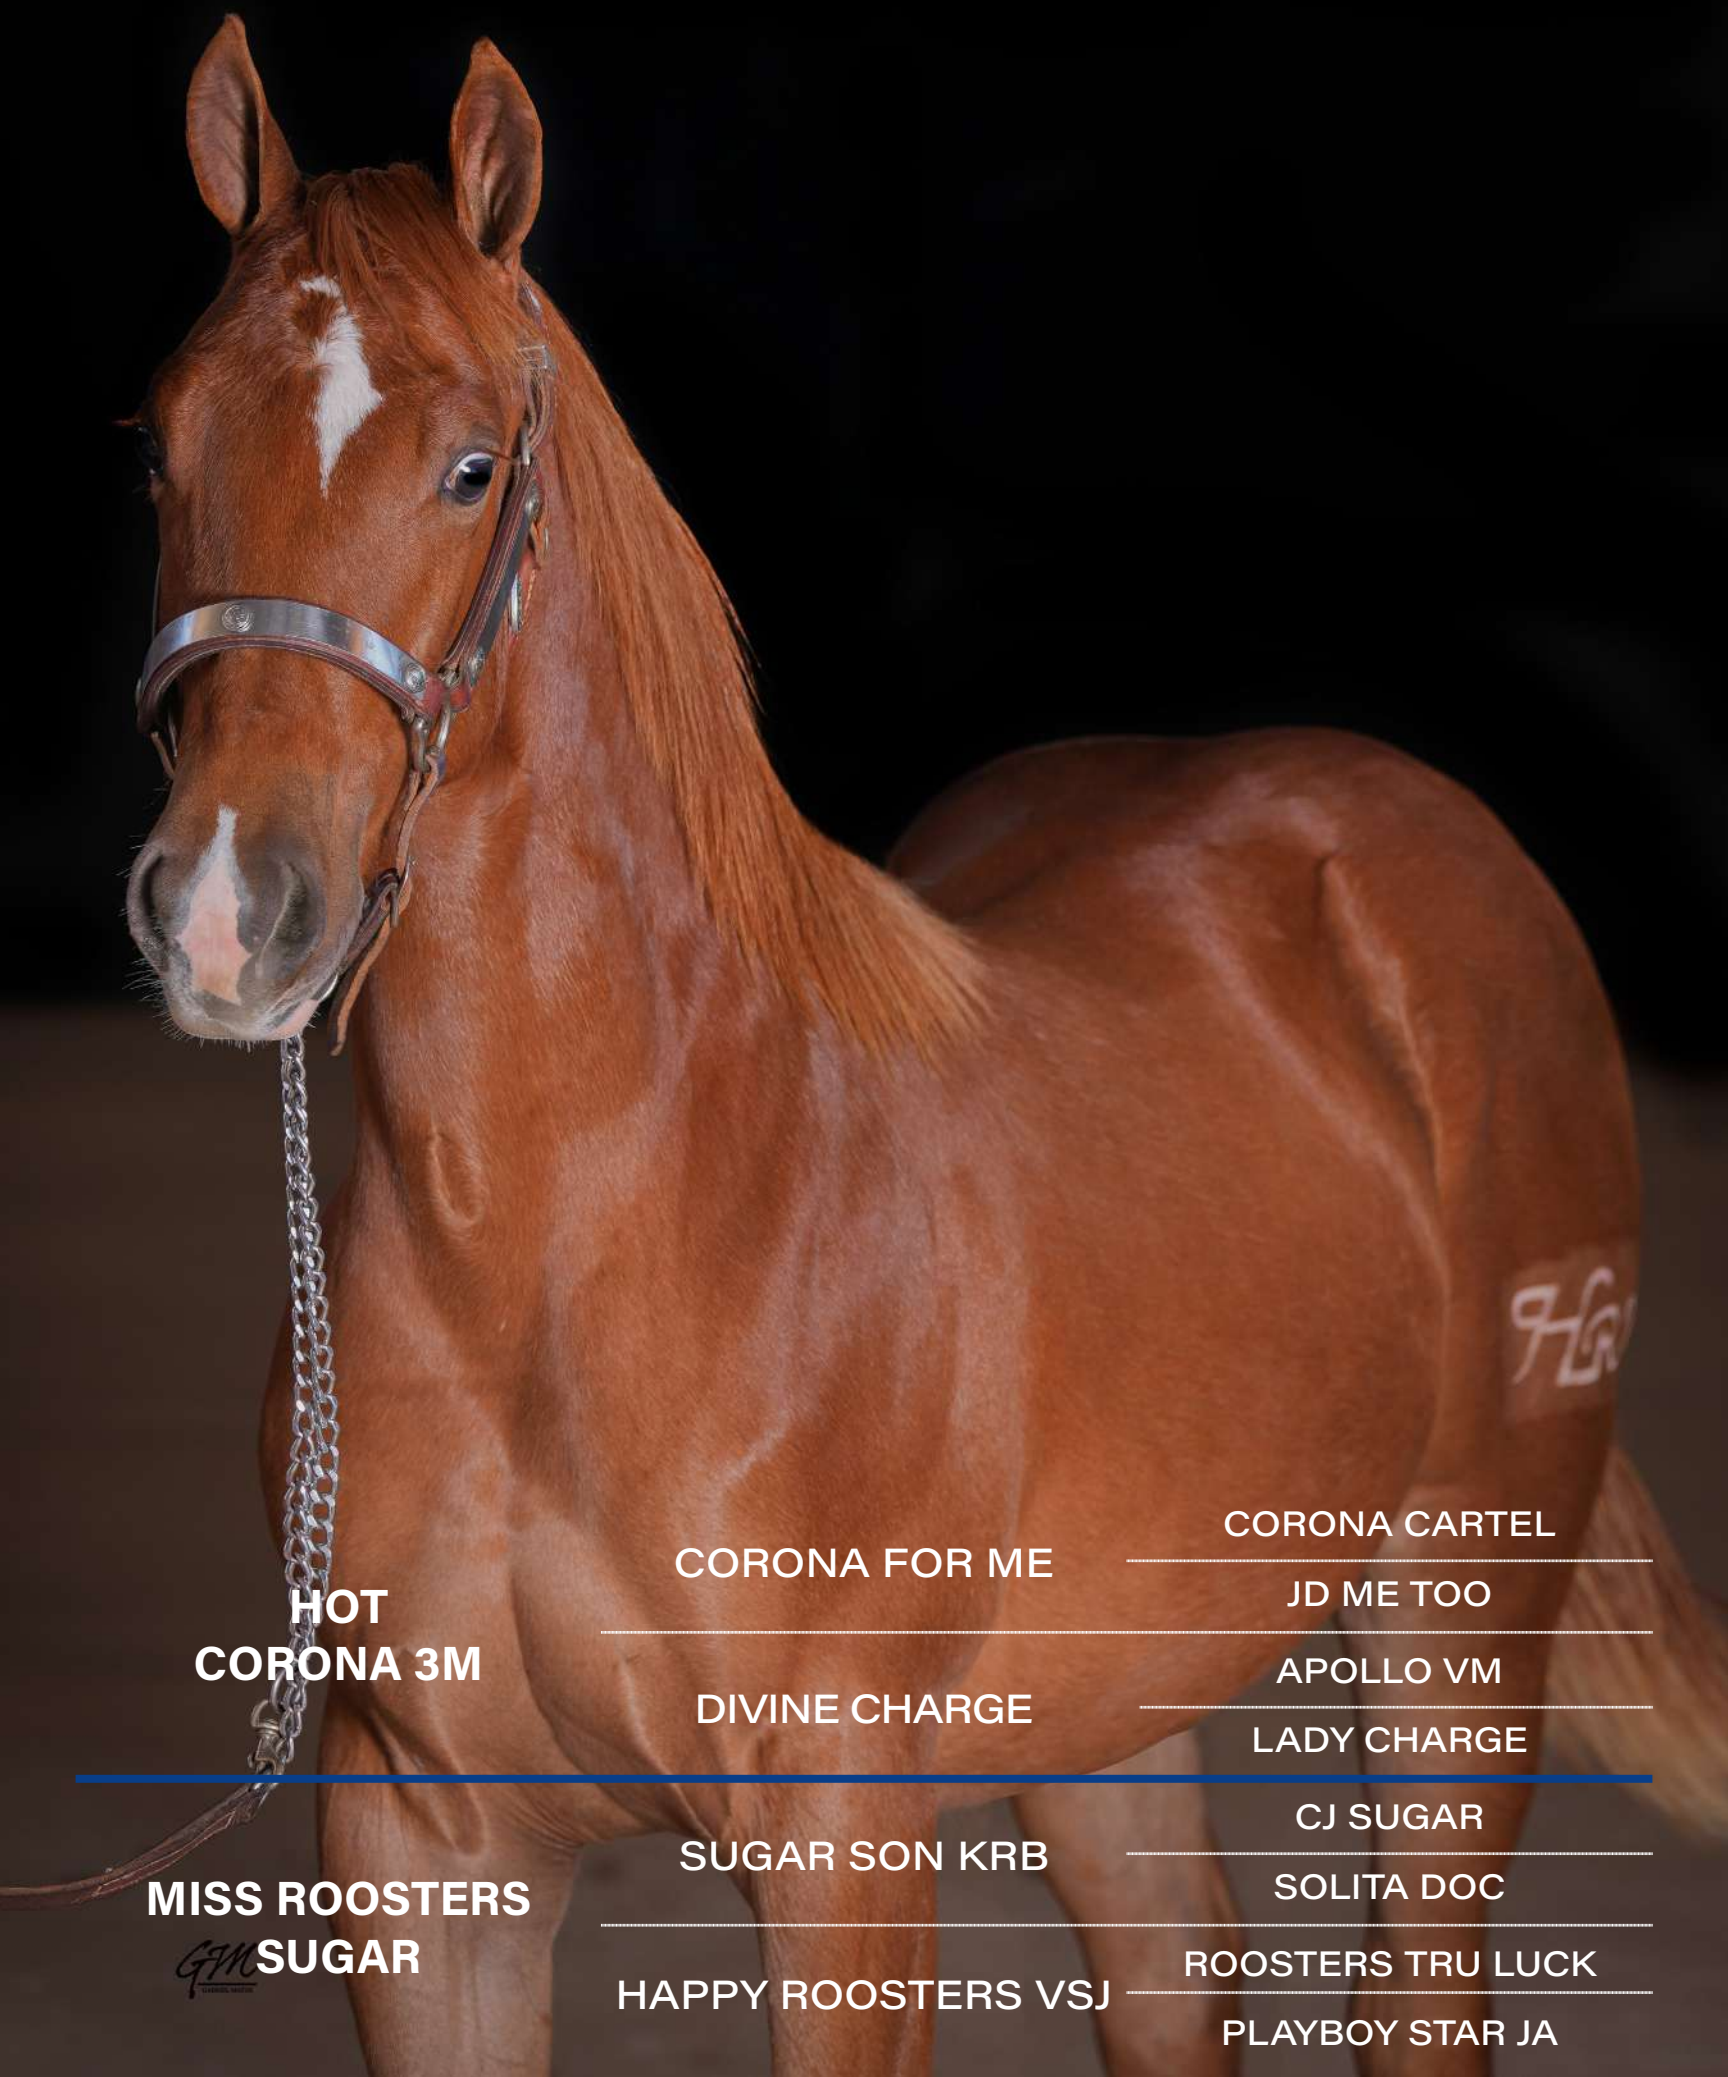 CORONA CARTEL
CORONA FOR ME
JD ME TOO
HOT
CORONA 3M
APOLLO VM
DIVINE CHARGE
LADY CHARGE
CJ SUGAR
SUGAR SON KRB
SOLITA DOC
MISS ROOSTERS
SUGAR
ROOSTERS TRU LUCK
HAPPY ROOSTERS VSJ
PLAYBOY STAR JA
GM